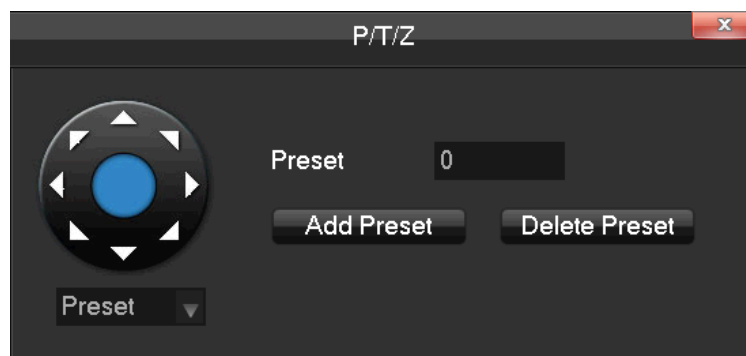 P/T/Z
x
Preset 0
Add Preset Delete Preset
Preset